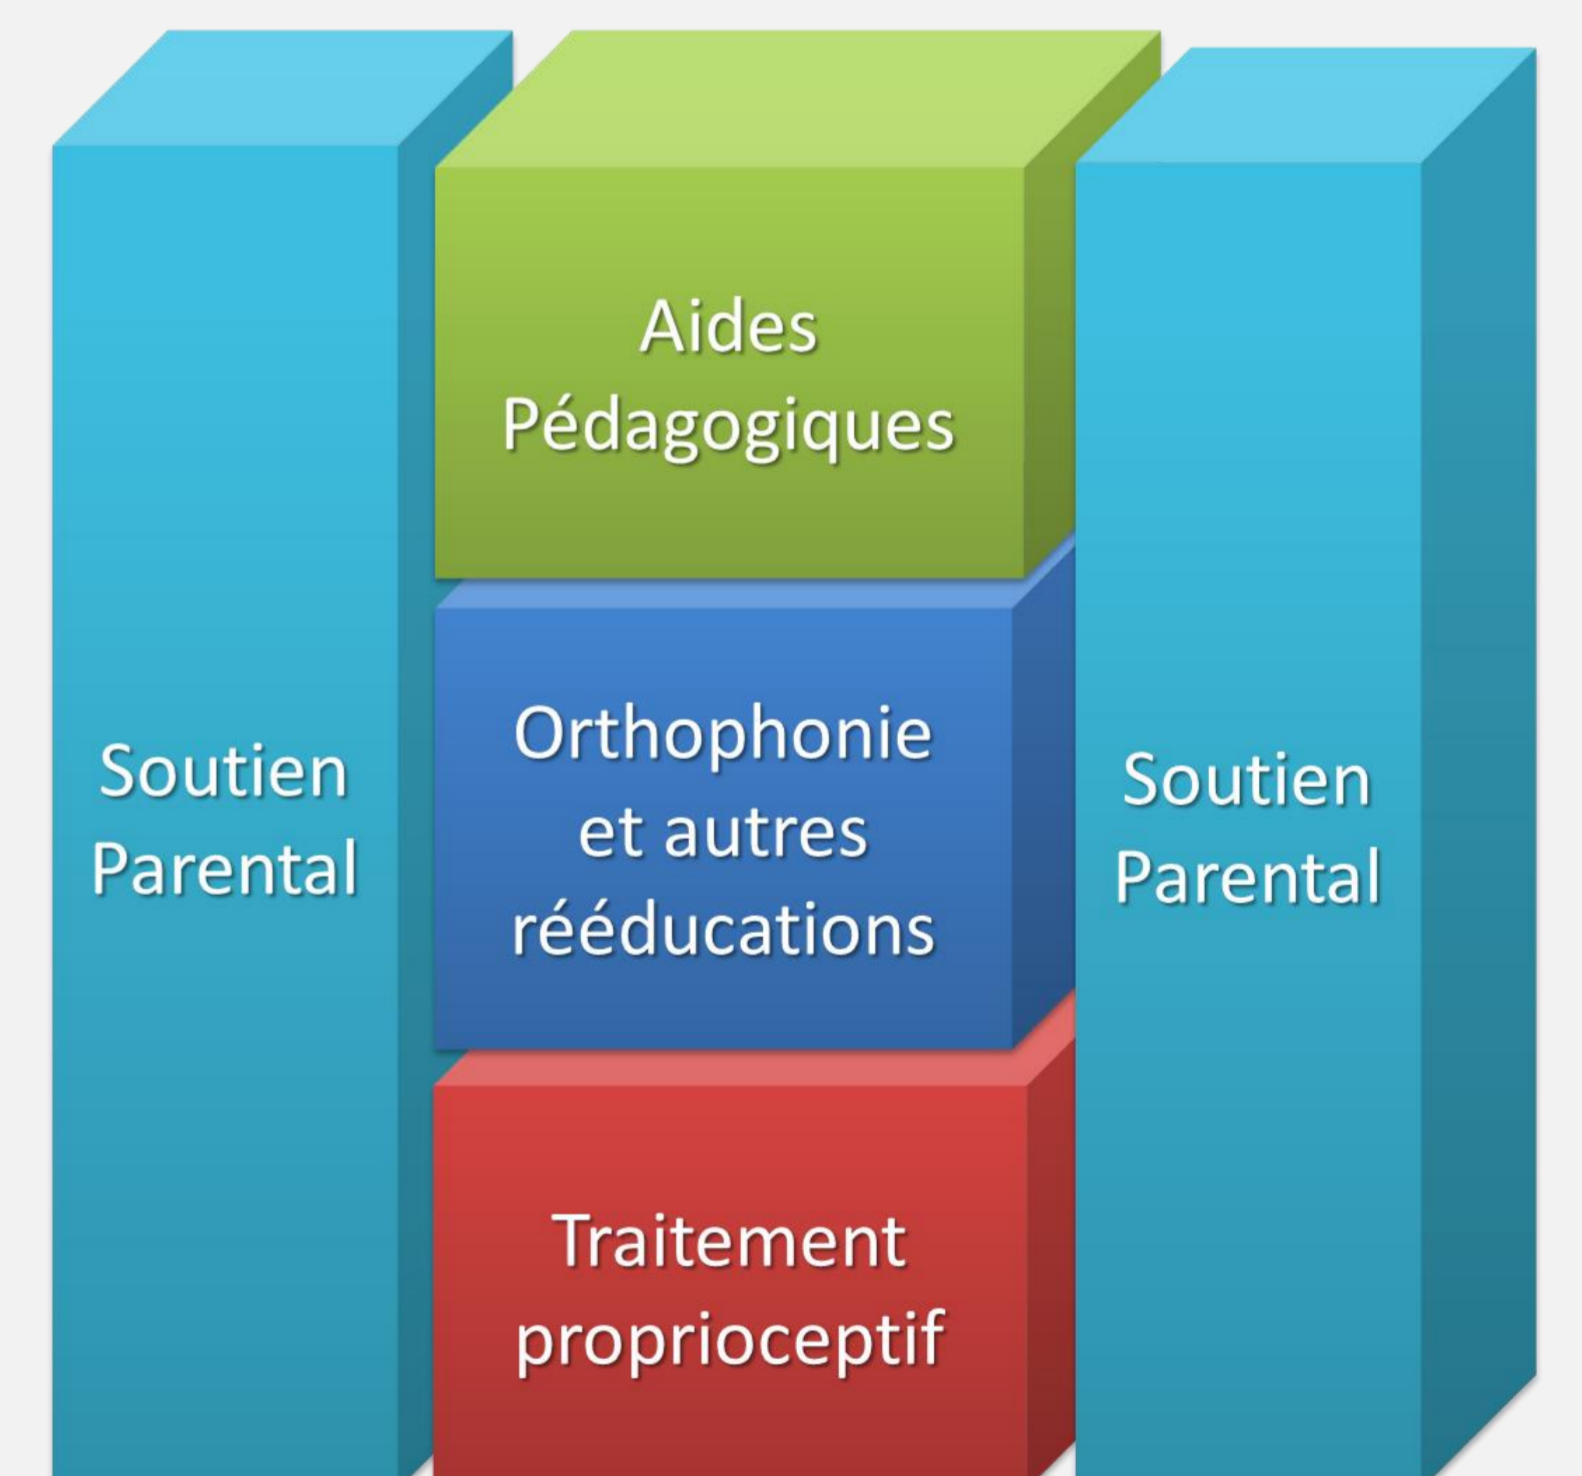 Soutien
Parental
Aides
Pédagogiques
Orthophonie
et autres
rééducations
Traitement
proprioceptif
Soutien
Parental